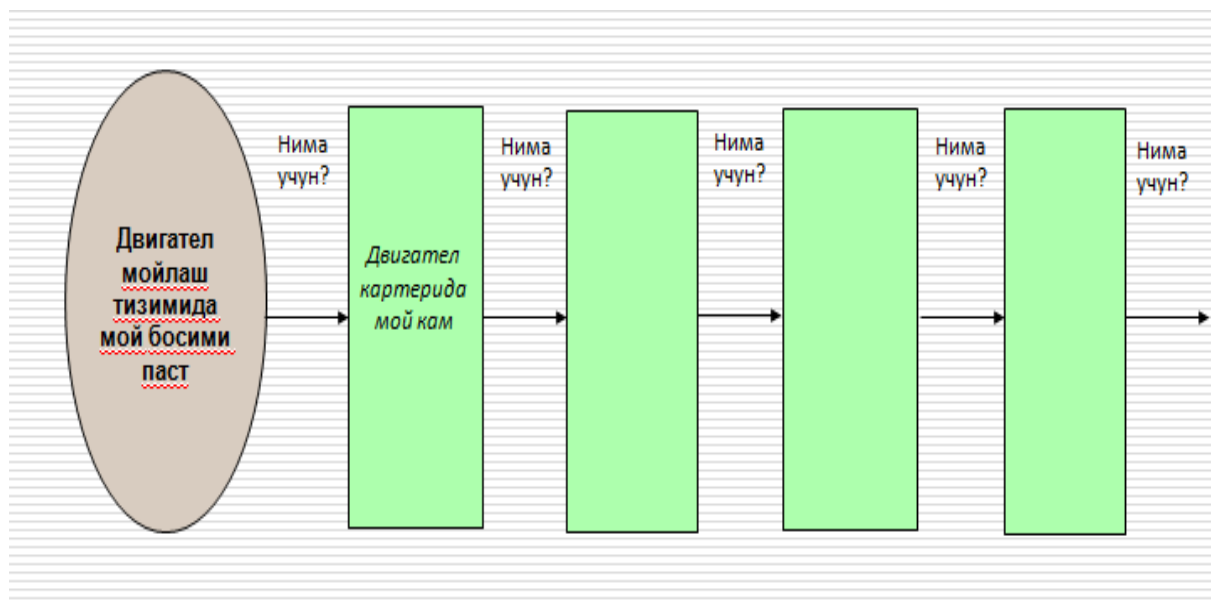 Двигател
мойлаш
тизимида
мой босими
паст
Нима
учун?
Двигател
картерида
мой кам
Нима
учун?
Нима
учун?
Нима
учун?
Нима
учун?